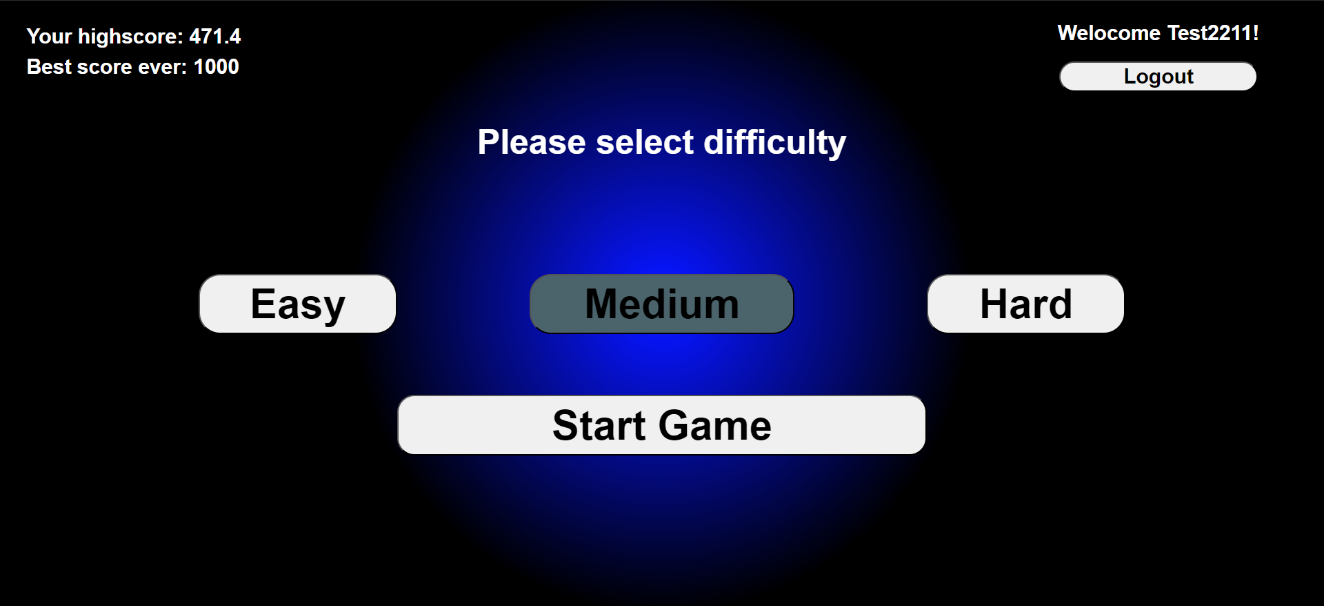 Your highscore: 471.4
Best score ever: 1000
Welocome Test2211!
Logout
Please select difficulty
Easy
Medium
Hard
Start Game